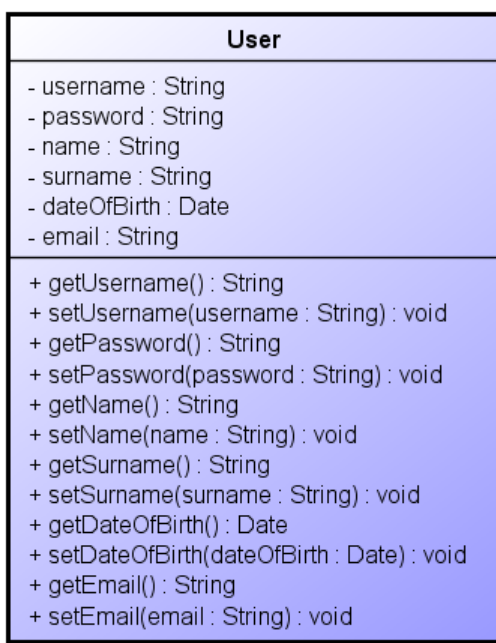 User
- username : String
- password : String
- name : String
- surname : String
- dateOfBirth : Date
- email : String
+ getUsername() : String
+ setUsername(username : String) : void
+ getPassword() : String
+ setPassword(password : String) : void
+ getName() : String
+ setName(name : String) : void
+ getSurname() : String
+ setSurname(surname : String) : void
+ getDateOfBirth() : Date
+ setDateOfBirth(dateOfBirth : Date) : void
+ getEmail() : String
+ setEmail(email : String) : void